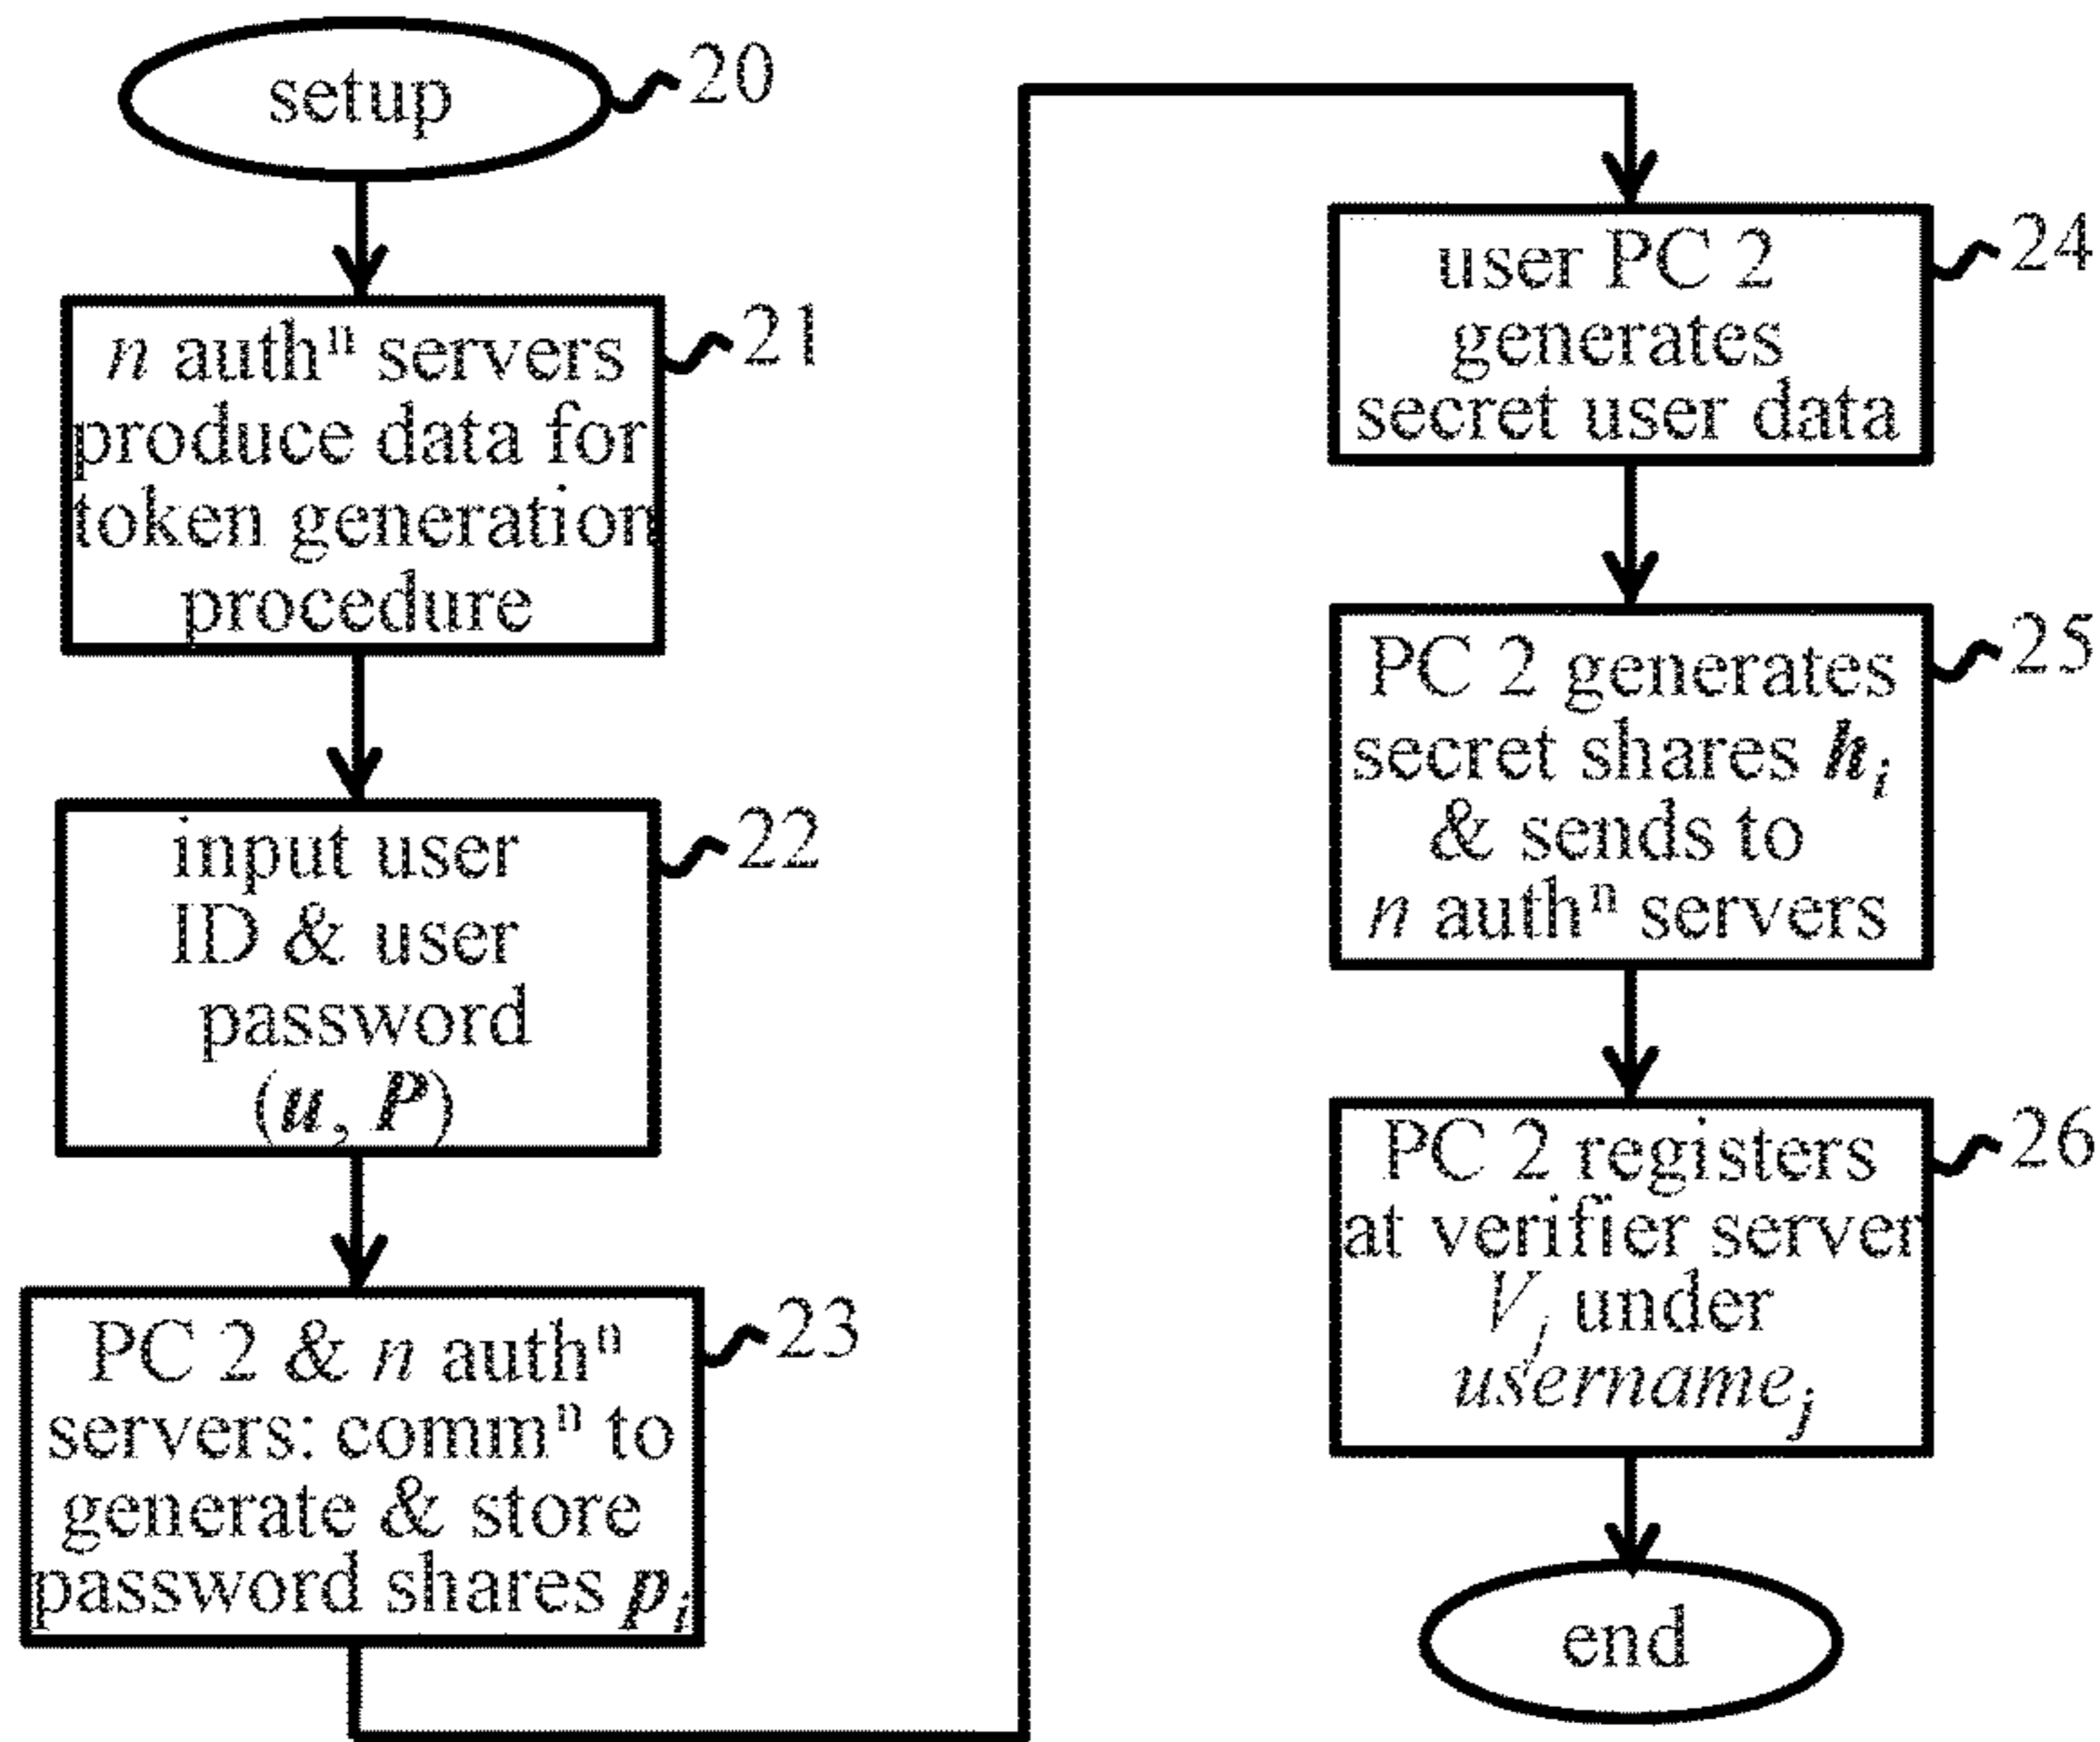 setup
20
n authⁿ servers
produce data for
token generation
procedure
21
input user
ID & user
password
(u, P)
22
PC 2 & n authⁿ
servers: commⁿ to
generate & store
password shares pᵢ
23
user PC 2
generates
secret user data
24
PC 2 generates
secret shares hᵢ
& sends to
n authⁿ servers
25
PC 2 registers
at verifier server
Vⱼ under
usernameⱼ
26
end